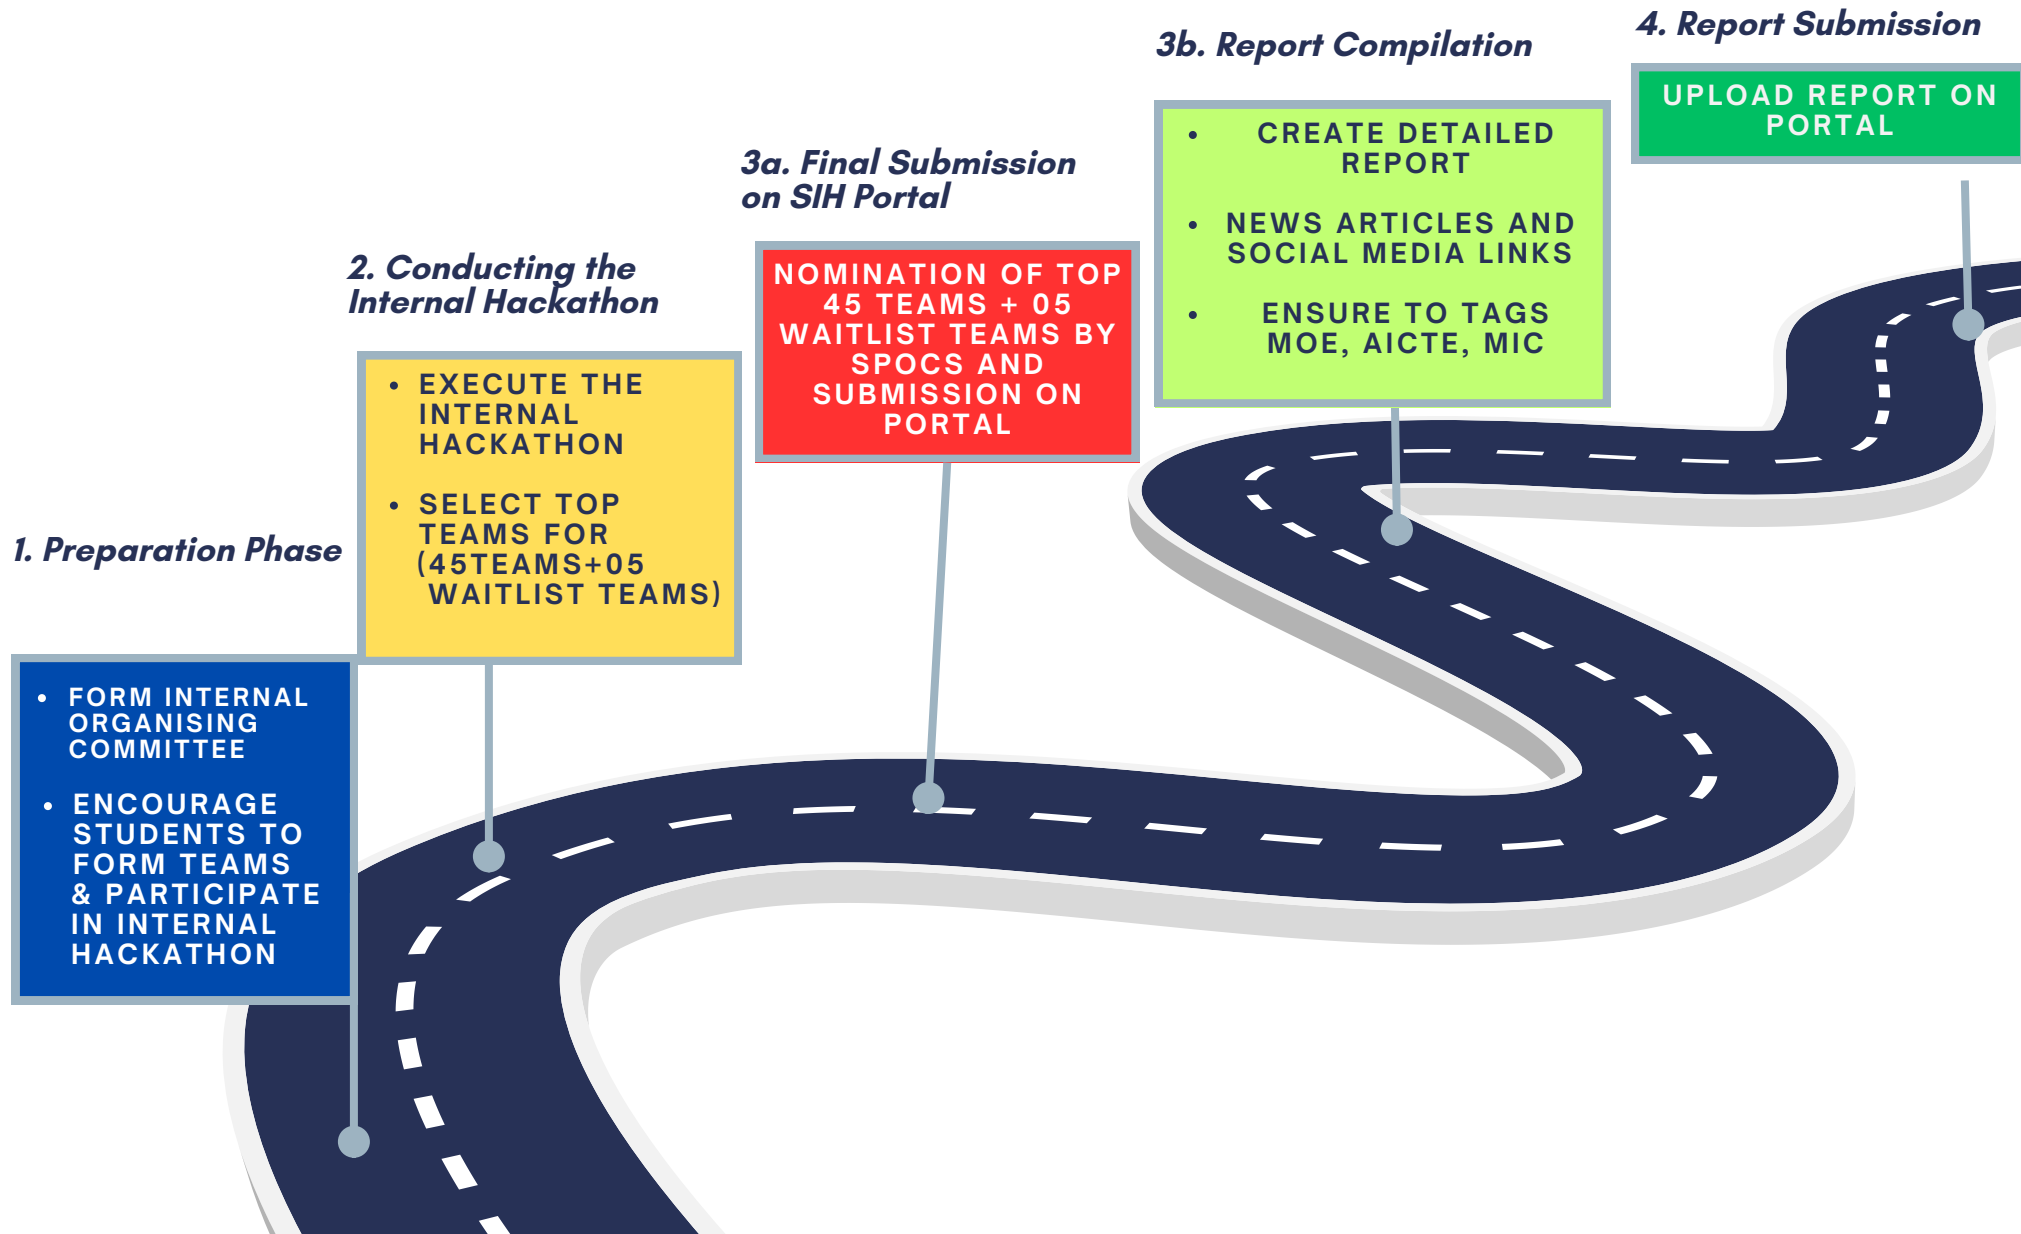 1. Preparation Phase
• FORM INTERNAL
ORGANISING
COMMITTEE
• ENCOURAGE
STUDENTS TO
FORM TEAMS
& PARTICIPATE
IN INTERNAL
HACKATHON
2. Conducting the
Internal Hackathon
• EXECUTE THE
INTERNAL
HACKATHON
• SELECT TOP
TEAMS FOR
(45TEAMS+05
WAITLIST TEAMS)
3a. Final Submission
on SIH Portal
NOMINATION OF TOP
45 TEAMS + 05
WAITLIST TEAMS BY
SPOCS AND
SUBMISSION ON
PORTAL
3b. Report Compilation
• CREATE DETAILED
REPORT
• NEWS ARTICLES AND
SOCIAL MEDIA LINKS
• ENSURE TO TAGS
MOE, AICTE, MIC
4. Report Submission
UPLOAD REPORT ON
PORTAL